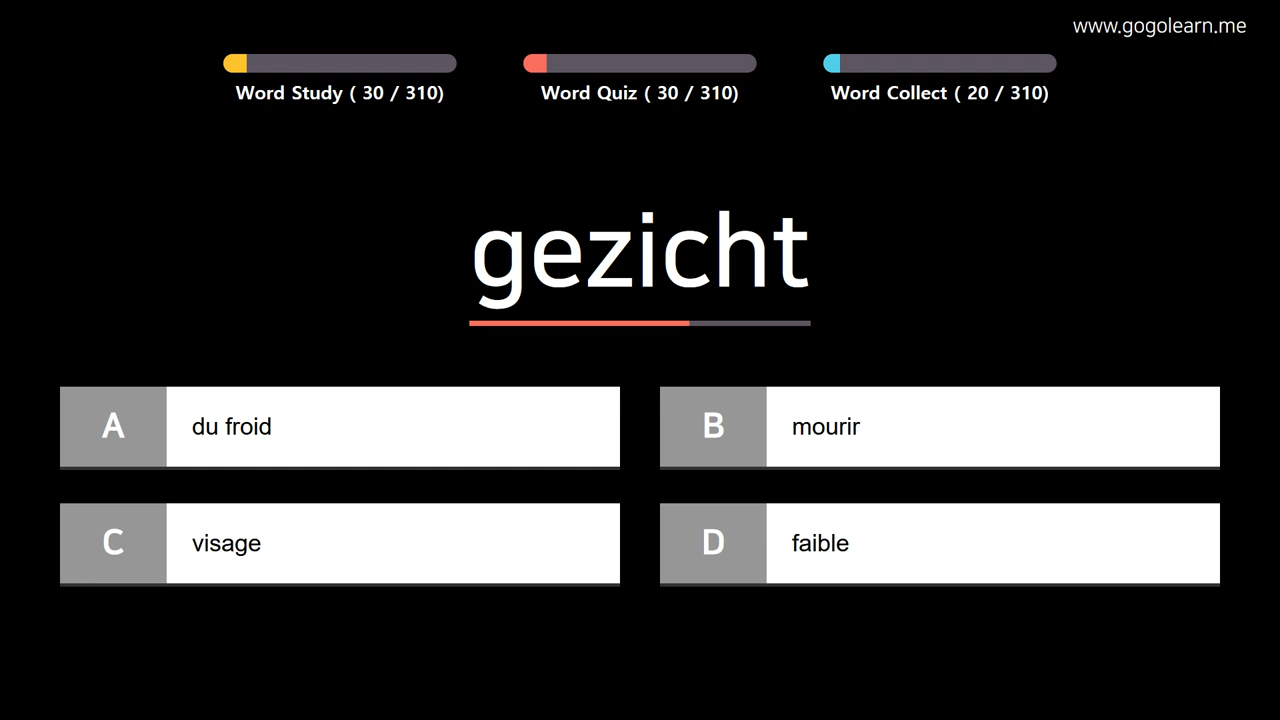 www.gogolearn.me
Word Study ( 30 / 310)
Word Quiz ( 30 / 310)
Word Collect ( 20 / 310)
gezicht
A du froid
B mourir
C visage
D faible